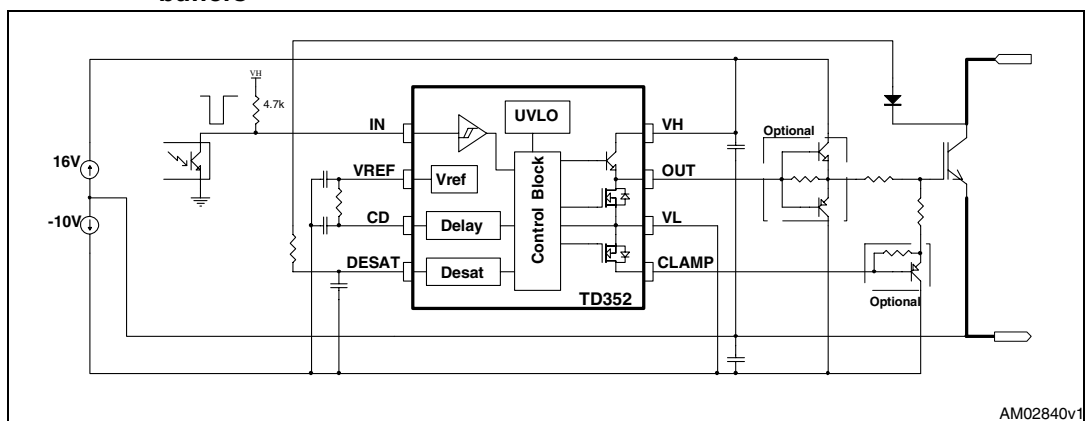 buffers
VH
4.7k
16V
-10V
IN
VREF
CD
DESAT
UVLO
Vref
Delay
Desat
Control Block
VH
OUT
VL
CLAMP
TD352
Optional
Optional
AM02840v1